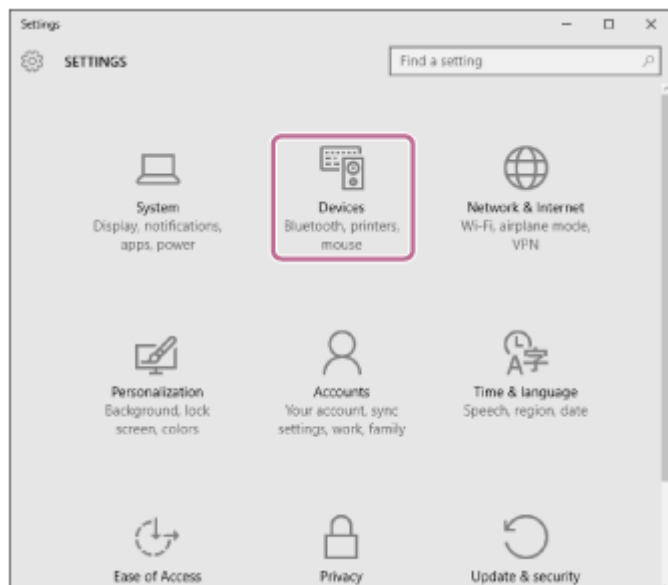 Settings
SETTINGS
Find a setting
System
Display, notifications,
apps, power
Devices
Bluetooth, printers,
mouse
Network & Internet
Wi-Fi, airplane mode,
VPN
Personalization
Background, lock
screen, colors
Accounts
Your account, sync
settings, work, family
A字
Time & language
Speech, region, date
Ease of Access
Privacy
Update & security